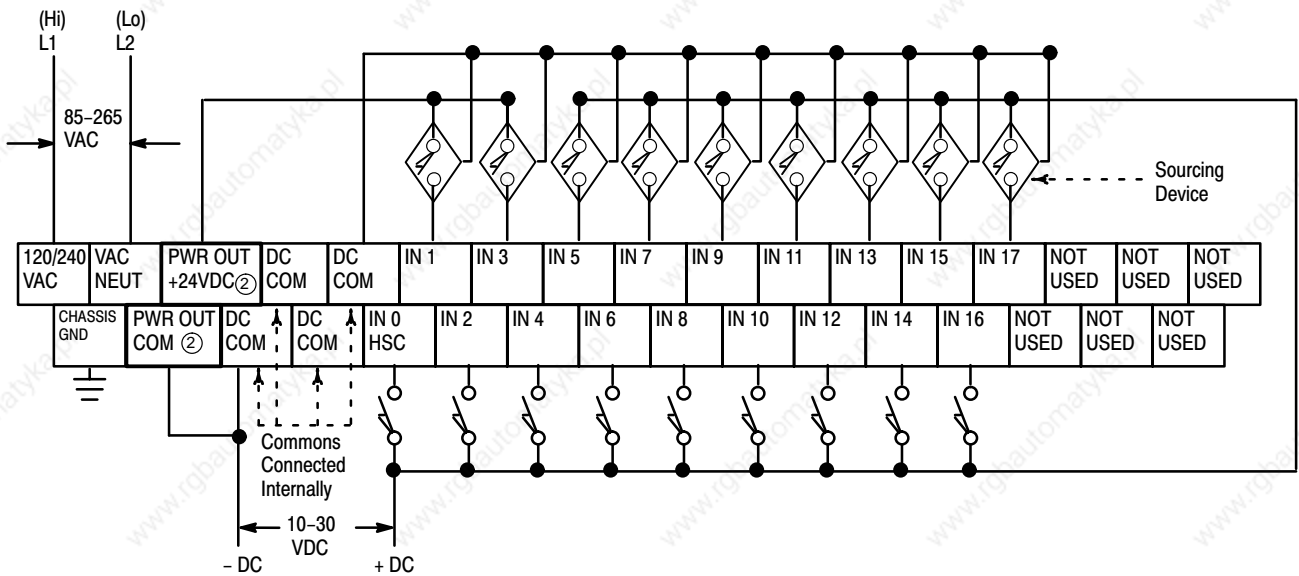 (Hi)
L1
(Lo)
L2
85–265
VAC
Sourcing
Device
120/240
VAC
VAC
NEUT
PWR OUT
+24VDC②
DC
COM
DC
COM
IN 1
IN 3
IN 5
IN 7
IN 9
IN 11
IN 13
IN 15
IN 17
NOT
USED
NOT
USED
NOT
USED
CHASSIS
GND
PWR OUT
COM ②
DC
COM
DC
COM
IN 0
HSC
IN 2
IN 4
IN 6
IN 8
IN 10
IN 12
IN 14
IN 16
NOT
USED
NOT
USED
NOT
USED
Commons
Connected
Internally
10–30
VDC
– DC
+ DC
www.rgbautomatyka.pl